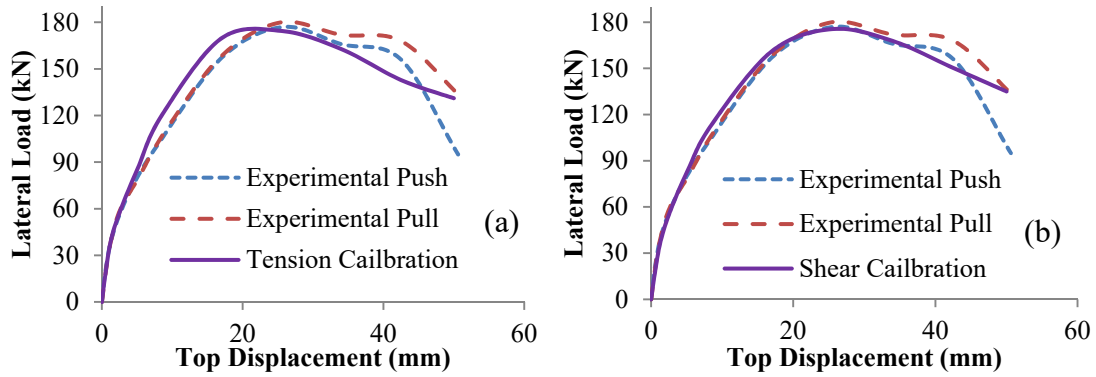 Lateral Load (kN)
180
150
120
90
60
30
0
Experimental Push
Experimental Pull
Tension Cailbration
(a)
0
20
40
60
Top Displacement (mm)
Lateral Load (kN)
180
150
120
90
60
30
0
Experimental Push
Experimental Pull
Shear Cailbration
(b)
0
20
40
60
Top Displacement (mm)